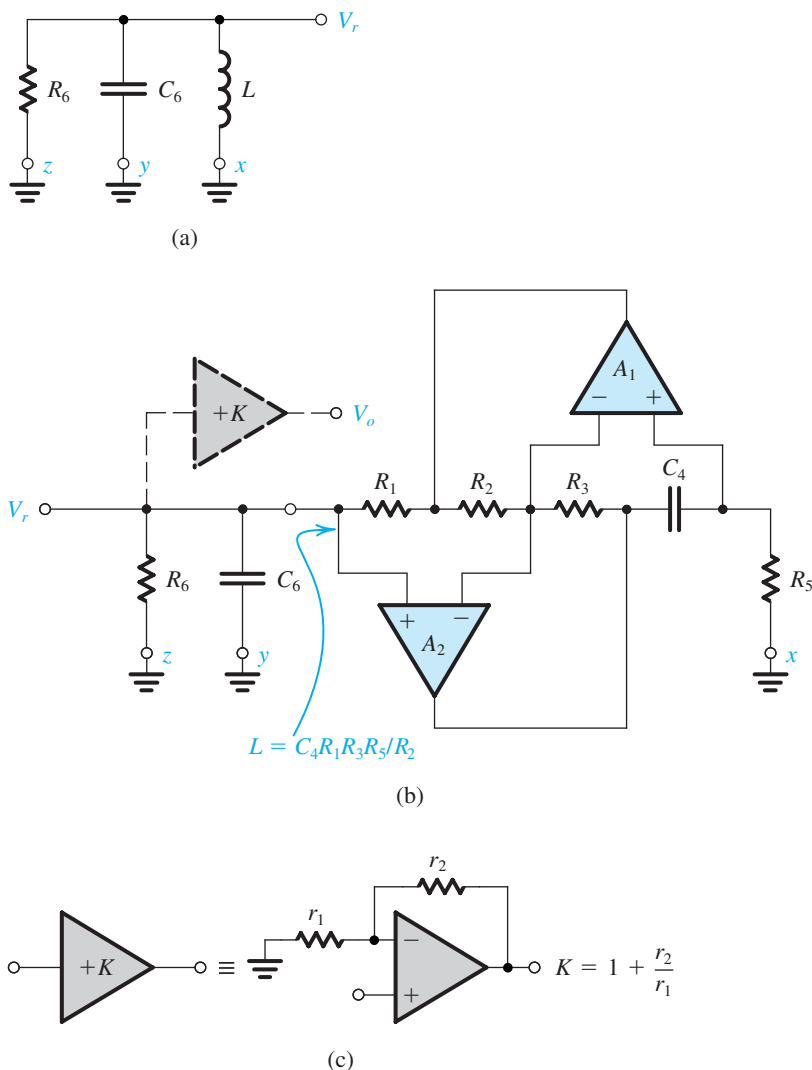 V_r
R_6 C_6 L
z y x
(a)
A_1
− +
+K V_o
C_4
R_1 R_2 R_3
V_r
R_6 C_6 R_5
+ −
A_2
z y x
L = C_4R_1R_3R_5/R_2
(b)
r_2
r_1
+K ≡ − + K = 1 + r_2/r_1
(c)